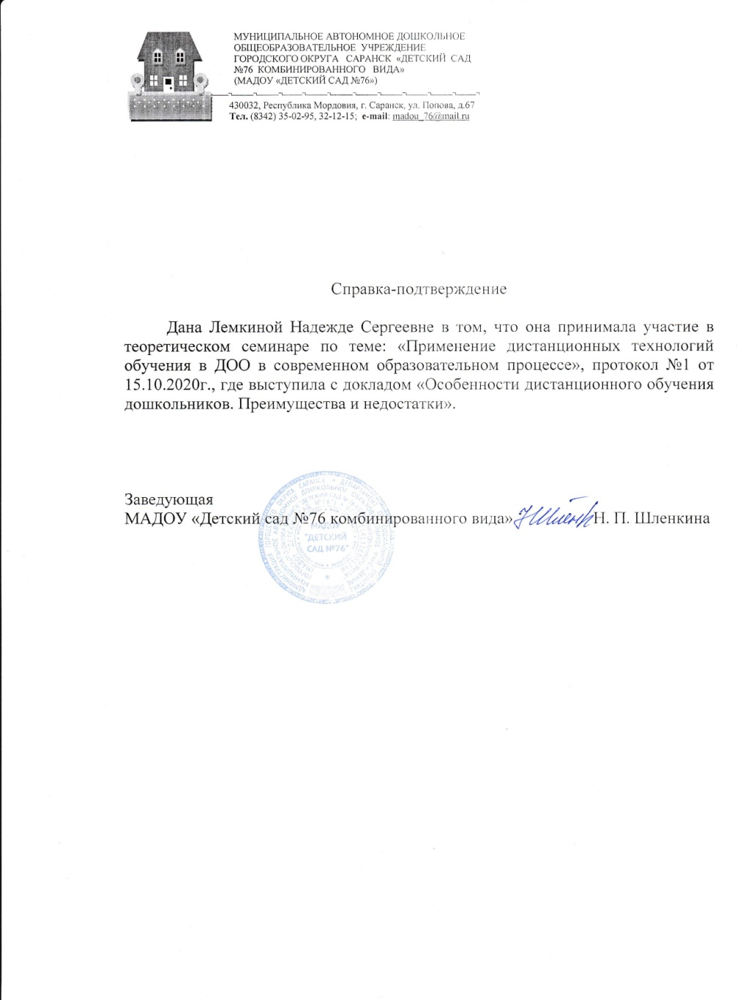 МУНИЦИПАЛЬНОЕ АВТОНОМНОЕ ДОШКОЛЬНОЕ
ОБЩЕОБРАЗОВАТЕЛЬНОЕ УЧРЕЖДЕНИЕ
ГОРОДСКОГО ОКРУГА САРАНСК «ДЕТСКИЙ САД
№76 КОМБИНИРОВАННОГО ВИДА»
(МАДОУ «ДЕТСКИЙ САД №76»)
430032, Республика Мордовия, г. Саранск, ул. Попова, д.67
Тел. (8342) 35-02-95, 32-12-15; e-mail: madou_76@mail.ru
Справка-подтверждение
Дана Лемкиной Надежде Сергеевне в том, что она принимала участие в
теоретическом семинаре по теме: «Применение дистанционных технологий
обучения в ДОО в современном образовательном процессе», протокол №1 от
15.10.2020г., где выступила с докладом «Особенности дистанционного обучения
дошкольников. Преимущества и недостатки».
Заведующая
МАДОУ «Детский сад №76 комбинированного вида» Н. П. Шленкина
МАДОУ
"ДЕТСКИЙ
САД №76"